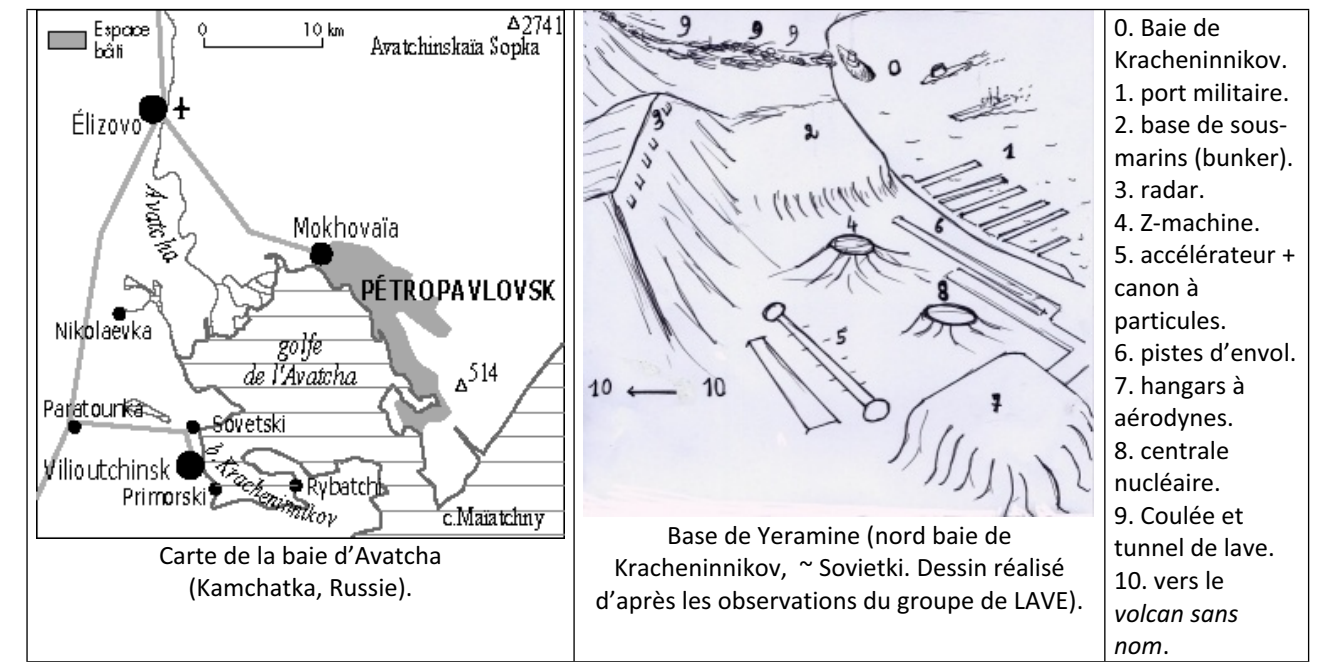 Espace
bâti
0 10 km
Δ2741
Avatchinskaïa Sopka
Élizovo
Avatcha
Mokhovaïa
PÉTROPAVLOVSK
Nikolaevka
golfe
de l'Avatcha
Δ514
Paratounka
Sovetski
Vilioutchinsk
b. Kracheninnikov
Rybatchi
Primorski
c.Maïatchny
Carte de la baie d’Avatcha
(Kamchatka, Russie).
9 9 9
0
3
2
1
4
6
8
5
10 ← 10
7
Base de Yeramine (nord baie de
Kracheninnikov, ~ Sovietki. Dessin réalisé
d’après les observations du groupe de LAVE).
0. Baie de
Kracheninnikov.
1. port militaire.
2. base de sous-
marins (bunker).
3. radar.
4. Z-machine.
5. accélérateur +
canon à
particules.
6. pistes d’envol.
7. hangars à
aérodynes.
8. centrale
nucléaire.
9. Coulée et
tunnel de lave.
10. vers le
volcan sans
nom.